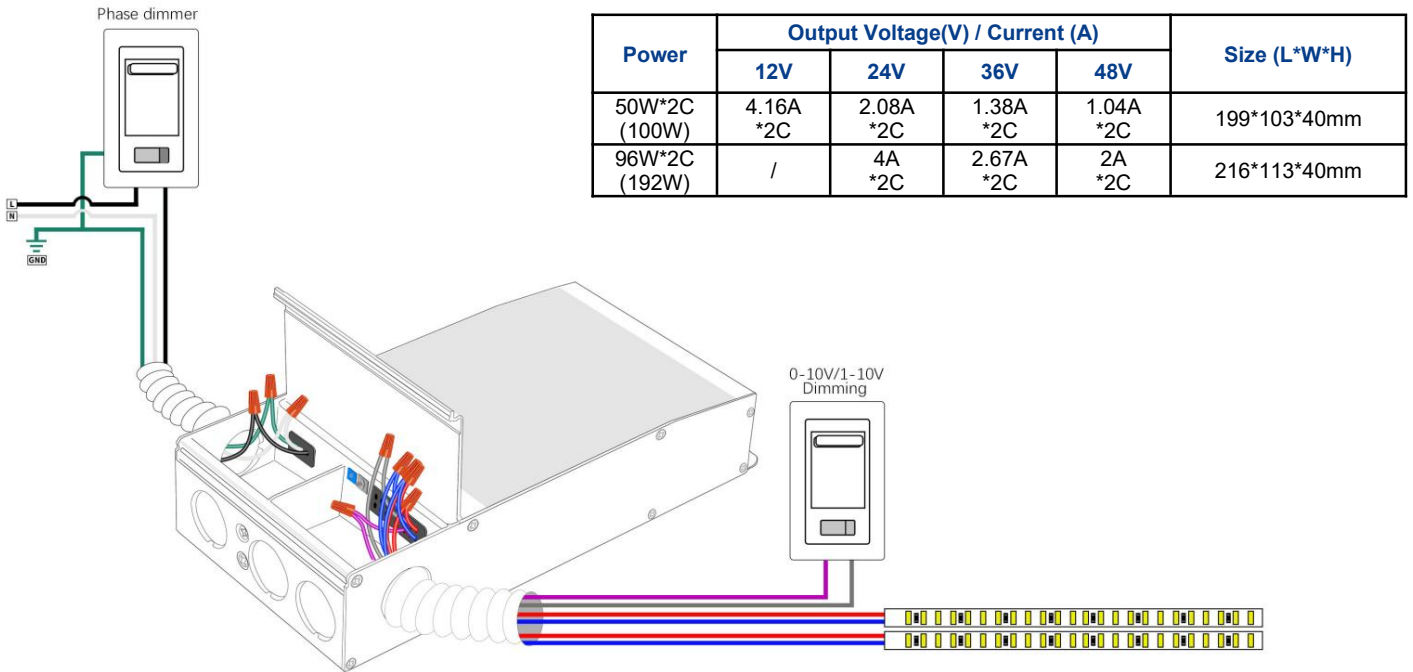 Phase dimmer
L
N
GND
Power
Output Voltage(V) / Current (A)
Size (L*W*H)
12V
24V
36V
48V
50W*2C
(100W)
4.16A
*2C
2.08A
*2C
1.38A
*2C
1.04A
*2C
199*103*40mm
96W*2C
(192W)
/
4A
*2C
2.67A
*2C
2A
*2C
216*113*40mm
0-10V/1-10V
Dimming